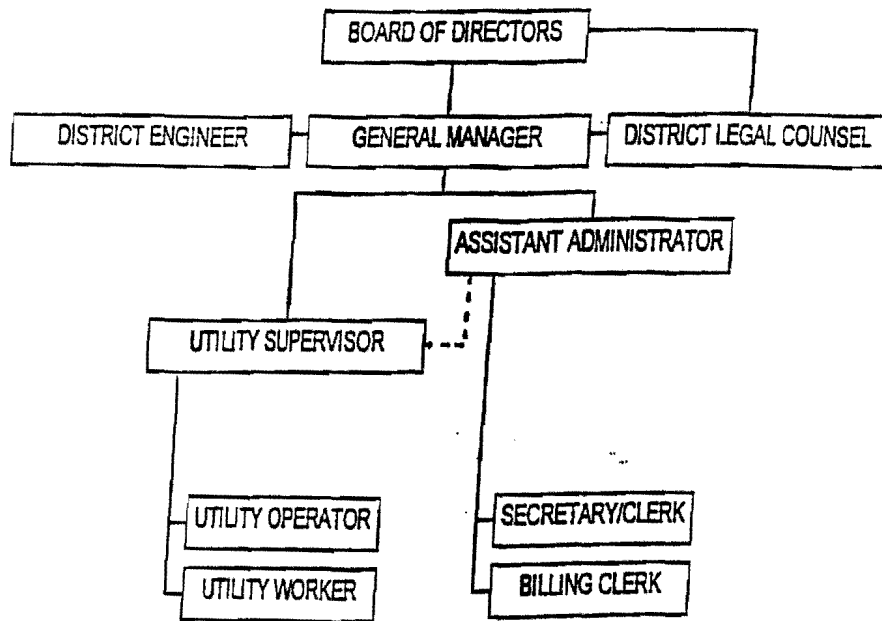 BOARD OF DIRECTORS
DISTRICT ENGINEER
GENERAL MANAGER
DISTRICT LEGAL COUNSEL
ASSISTANT ADMINISTRATOR
UTILITY SUPERVISOR
UTILITY OPERATOR
SECRETARY/CLERK
UTILITY WORKER
BILLING CLERK